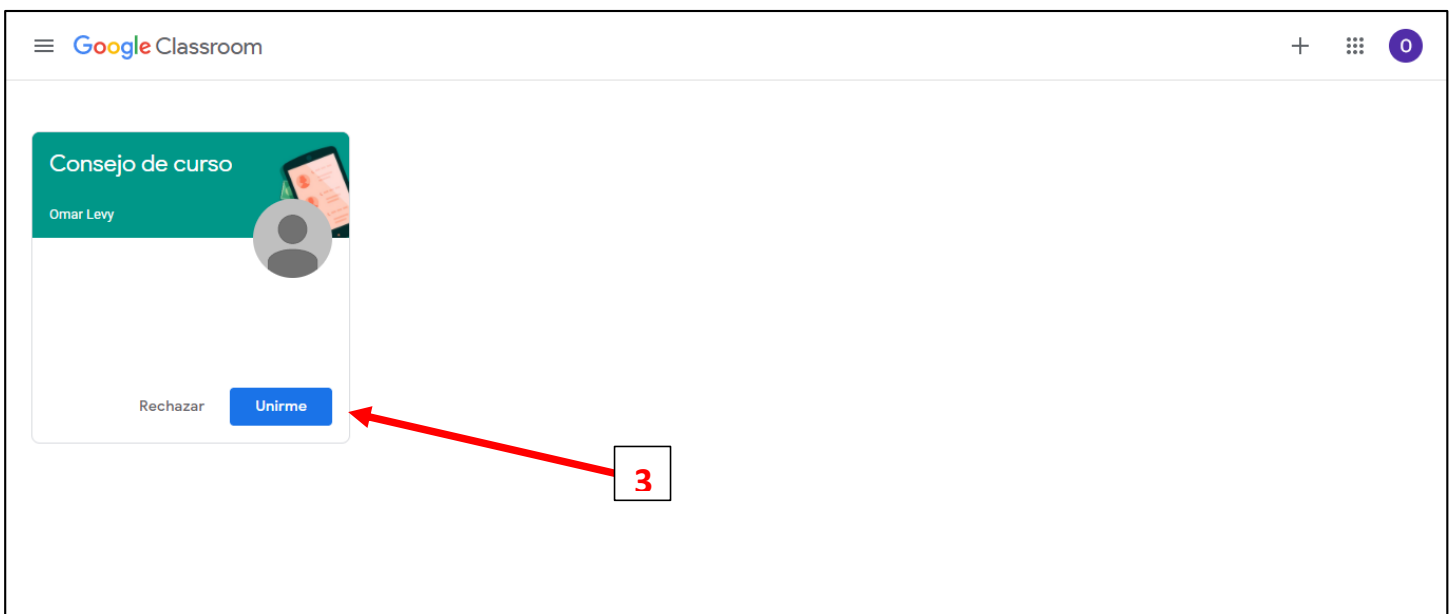 Google Classroom
O
Consejo de curso
Omar Levy
Rechazar
Unirme
3